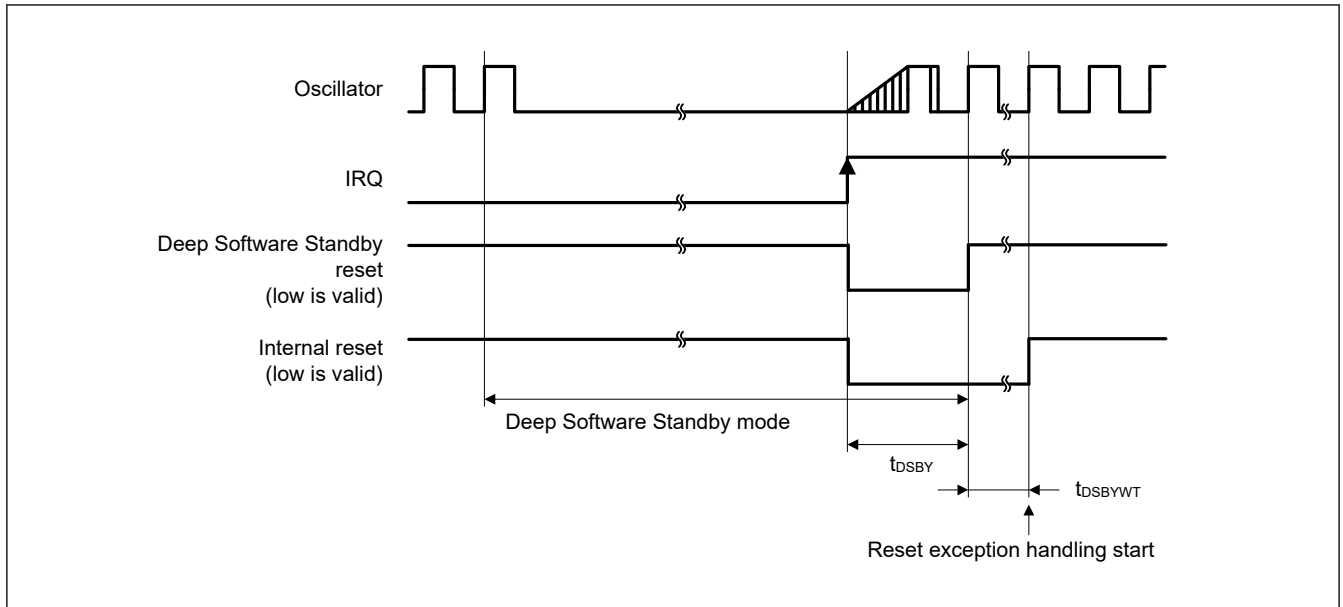 Oscillator
IRQ
Deep Software Standby
reset
(low is valid)
Internal reset
(low is valid)
Deep Software Standby mode
tDSBY
tDSBYWT
Reset exception handling start